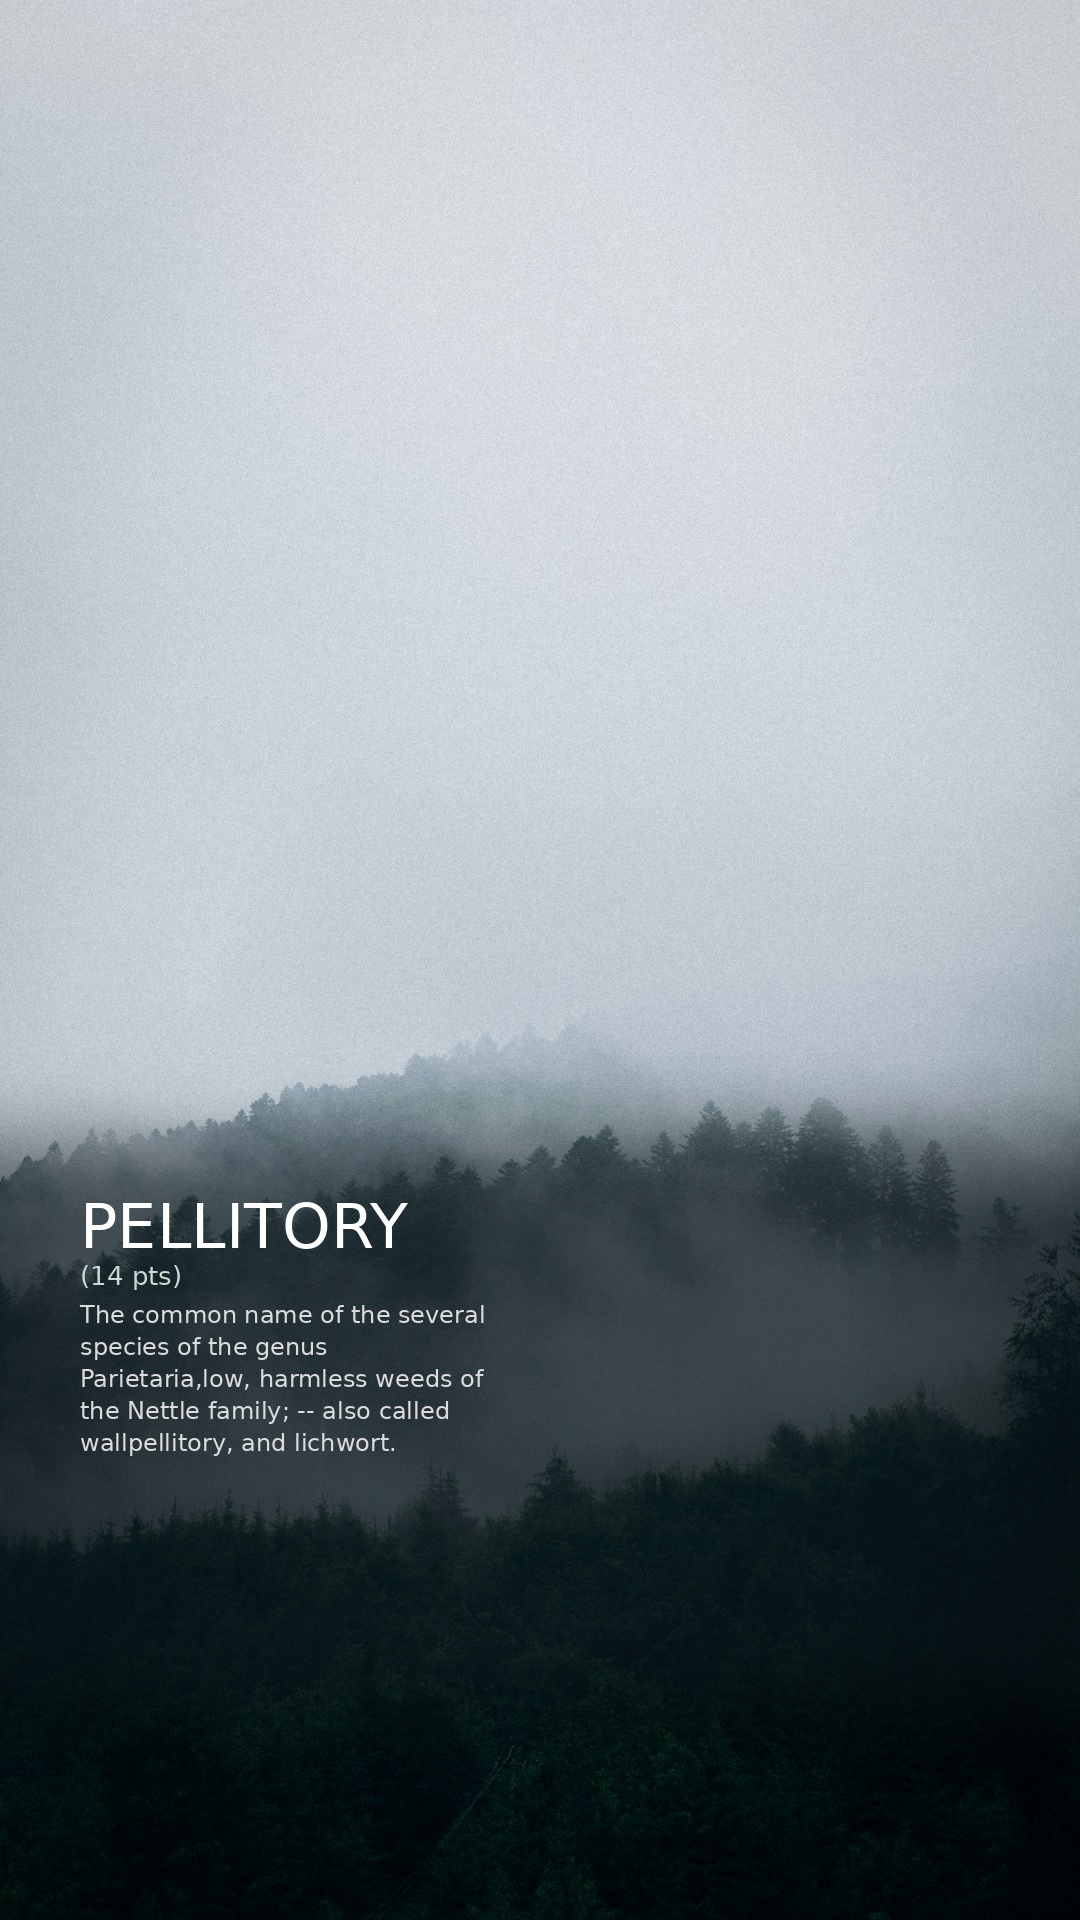 PELLITORY
(14 pts)
The common name of the several
species of the genus
Parietaria,low, harmless weeds of
the Nettle family; -- also called
wallpellitory, and lichwort.